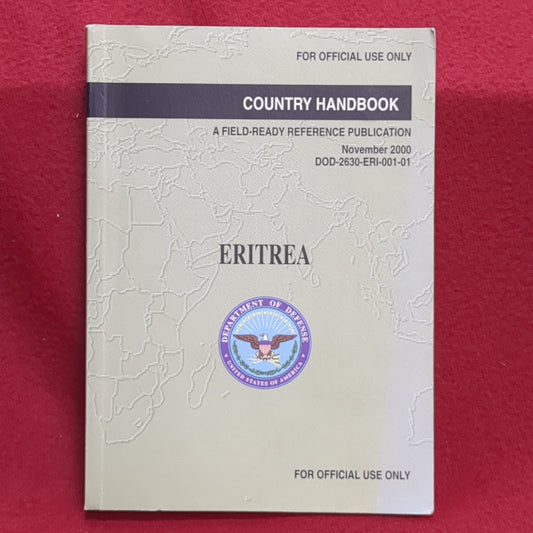 FOR OFFICIAL USE ONLY
COUNTRY HANDBOOK
A FIELD-READY REFERENCE PUBLICATION
November 2000
DOD-2630-ERI-001-01
ERITREA
DEPARTMENT OF DEFENSE
UNITED STATES OF AMERICA
FOR OFFICIAL USE ONLY